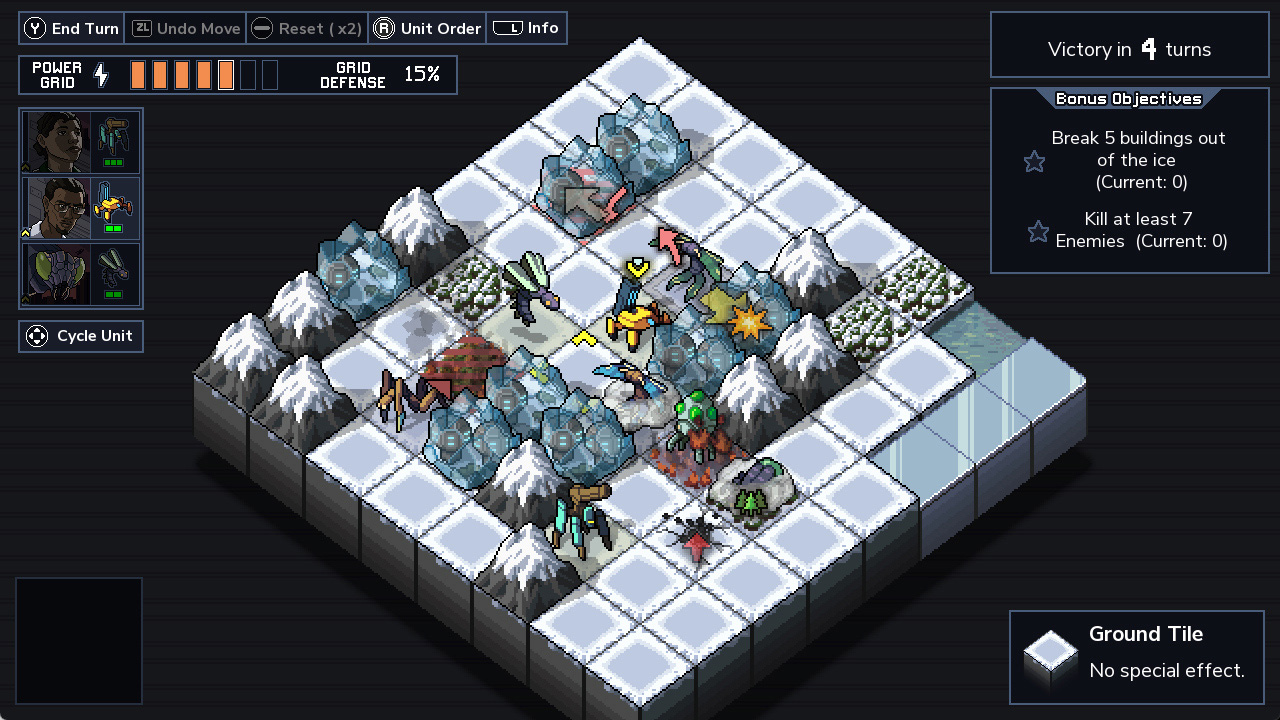 Y End Turn ZL Undo Move Reset ( x2) R Unit Order L Info
POWER GRID
GRID DEFENSE 15%
Cycle Unit
Victory in 4 turns
Bonus Objectives
Break 5 buildings out
of the ice
(Current: 0)
Kill at least 7
Enemies (Current: 0)
Ground Tile
No special effect.